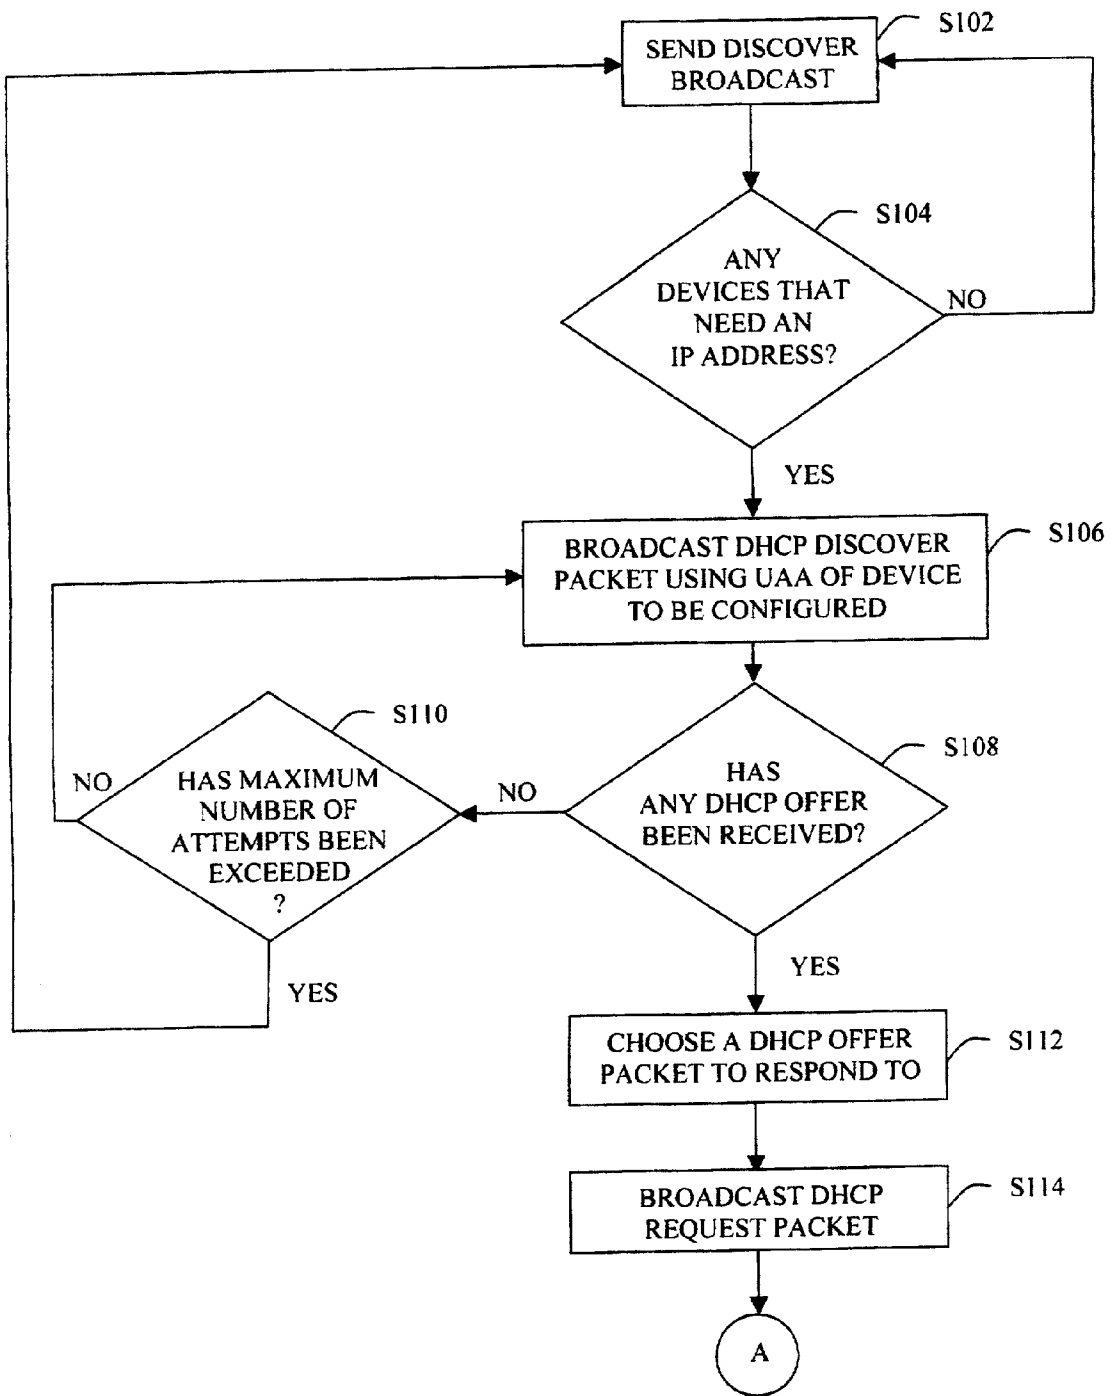 SEND DISCOVER
BROADCAST
S102
ANY
DEVICES THAT
NEED AN
IP ADDRESS?
S104
NO
YES
BROADCAST DHCP DISCOVER
PACKET USING UAA OF DEVICE
TO BE CONFIGURED
S106
HAS
ANY DHCP OFFER
BEEN RECEIVED?
S108
NO
HAS MAXIMUM
NUMBER OF
ATTEMPTS BEEN
EXCEEDED
?
S110
NO
YES
YES
CHOOSE A DHCP OFFER
PACKET TO RESPOND TO
S112
BROADCAST DHCP
REQUEST PACKET
S114
A